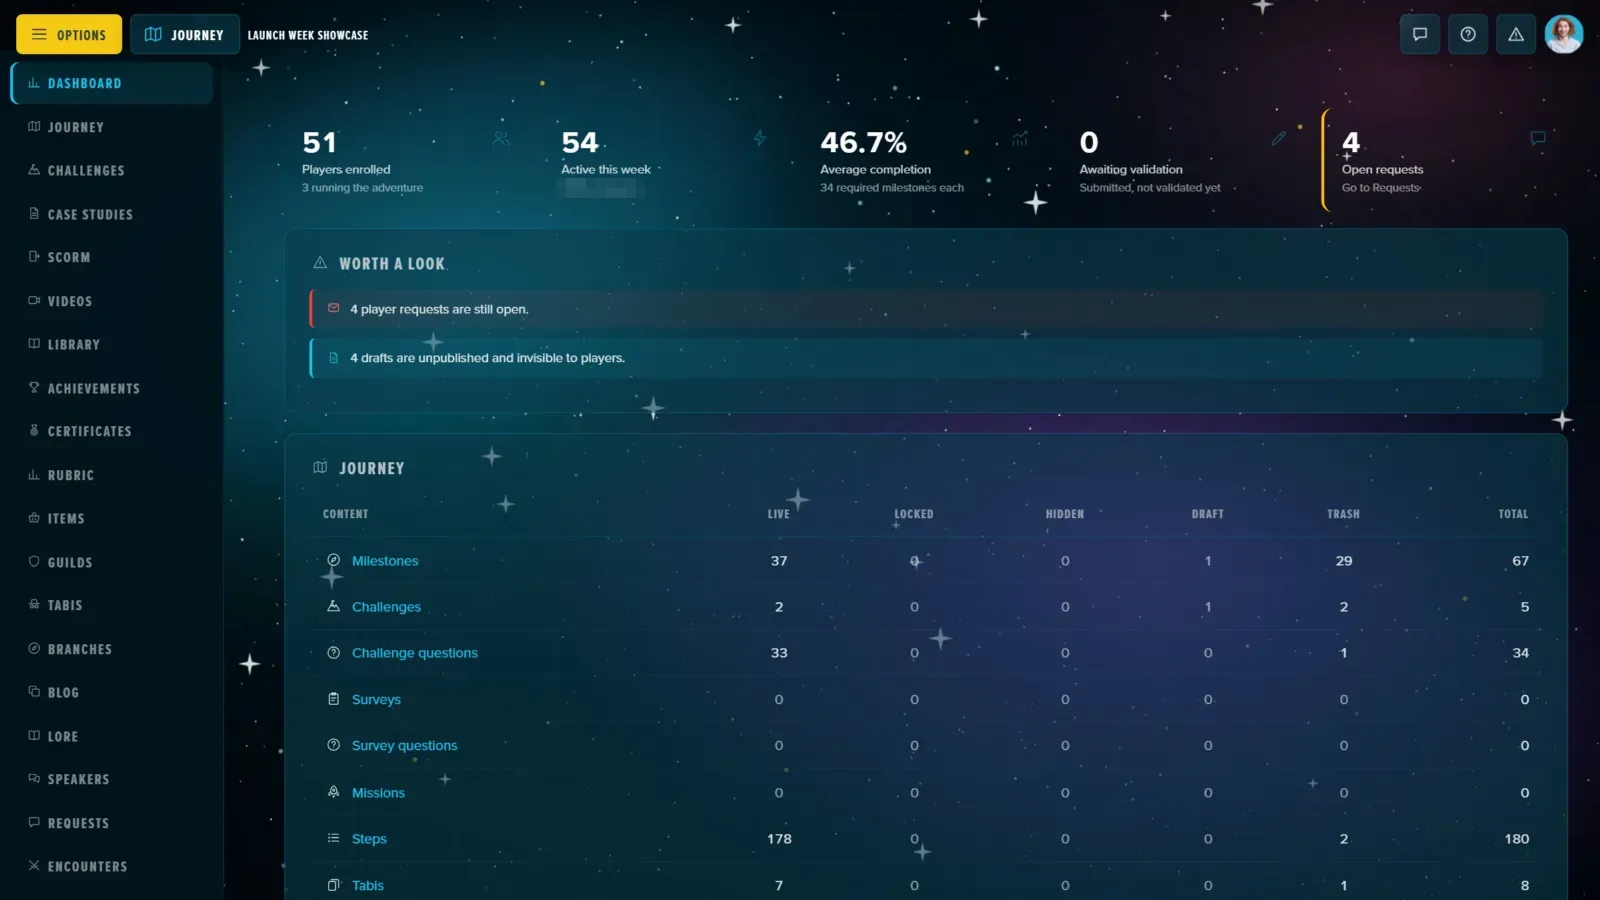 OPTIONS
JOURNEY
LAUNCH WEEK SHOWCASE
DASHBOARD
JOURNEY
CHALLENGES
CASE STUDIES
SCORM
VIDEOS
LIBRARY
ACHIEVEMENTS
CERTIFICATES
RUBRIC
ITEMS
GUILDS
TABIS
BRANCHES
BLOG
LORE
SPEAKERS
REQUESTS
ENCOUNTERS
51
Players enrolled
3 running the adventure
54
Active this week
46.7%
Average completion
34 required milestones each
0
Awaiting validation
Submitted, not validated yet
4
Open requests
Go to Requests
WORTH A LOOK
4 player requests are still open.
4 drafts are unpublished and invisible to players.
JOURNEY
CONTENT LIVE LOCKED HIDDEN DRAFT TRASH TOTAL
Milestones 37 0 0 1 29 67
Challenges 2 0 0 1 2 5
Challenge questions 33 0 0 0 1 34
Surveys 0 0 0 0 0 0
Survey questions 0 0 0 0 0 0
Missions 0 0 0 0 0 0
Steps 178 0 0 0 2 180
Tabis 7 0 0 0 1 8